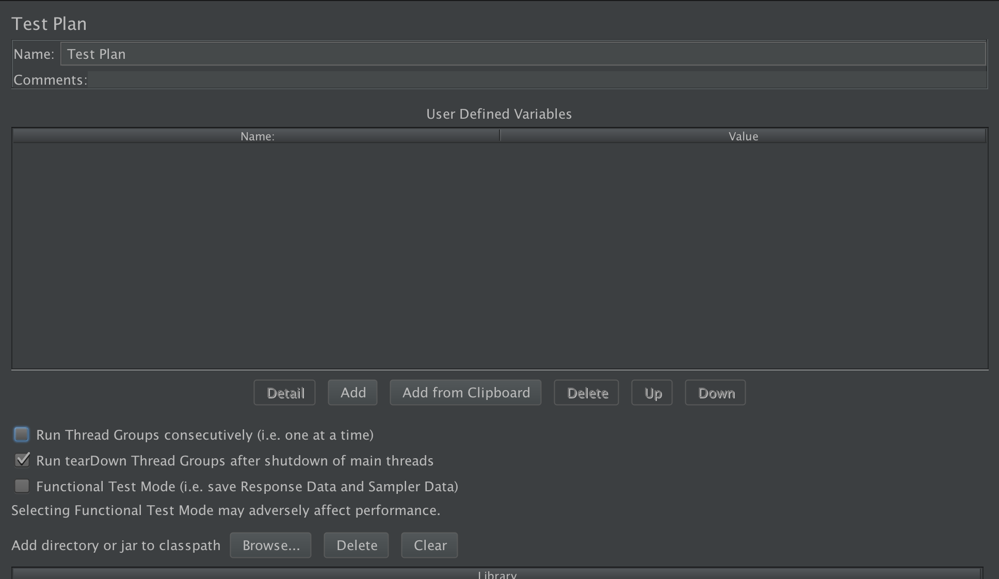 Test Plan
Name: Test Plan
Comments:
User Defined Variables
Name: Value
Detail Add Add from Clipboard Delete Up Down
Run Thread Groups consecutively (i.e. one at a time)
Run tearDown Thread Groups after shutdown of main threads
Functional Test Mode (i.e. save Response Data and Sampler Data)
Selecting Functional Test Mode may adversely affect performance.
Add directory or jar to classpath Browse... Delete Clear
Library